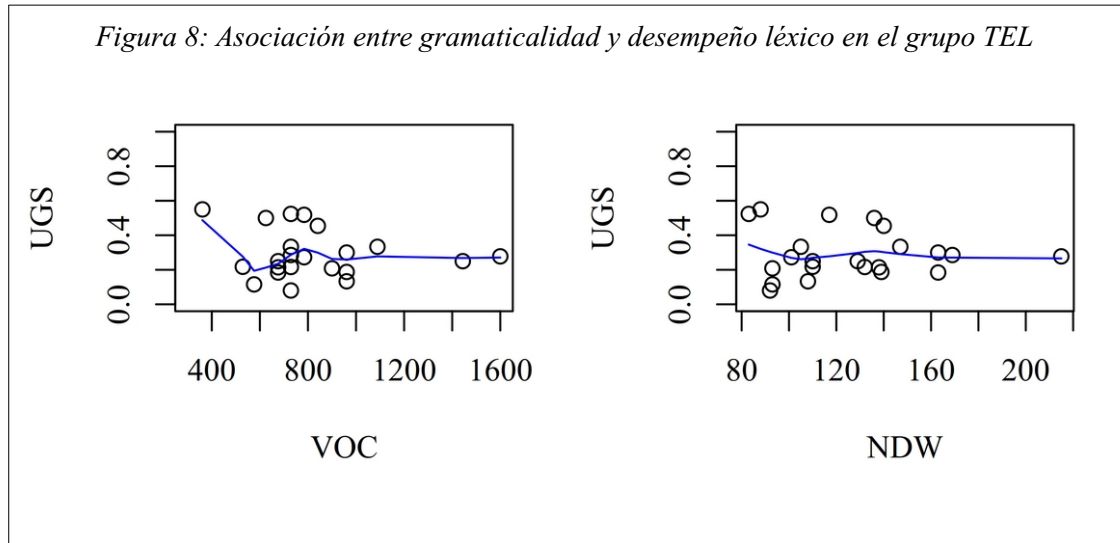 Figura 8: Asociación entre gramaticalidad y desempeño léxico en el grupo TEL
UGS
0.0 0.4 0.8
400 800 1200 1600
VOC
UGS
0.0 0.4 0.8
80 120 160 200
NDW